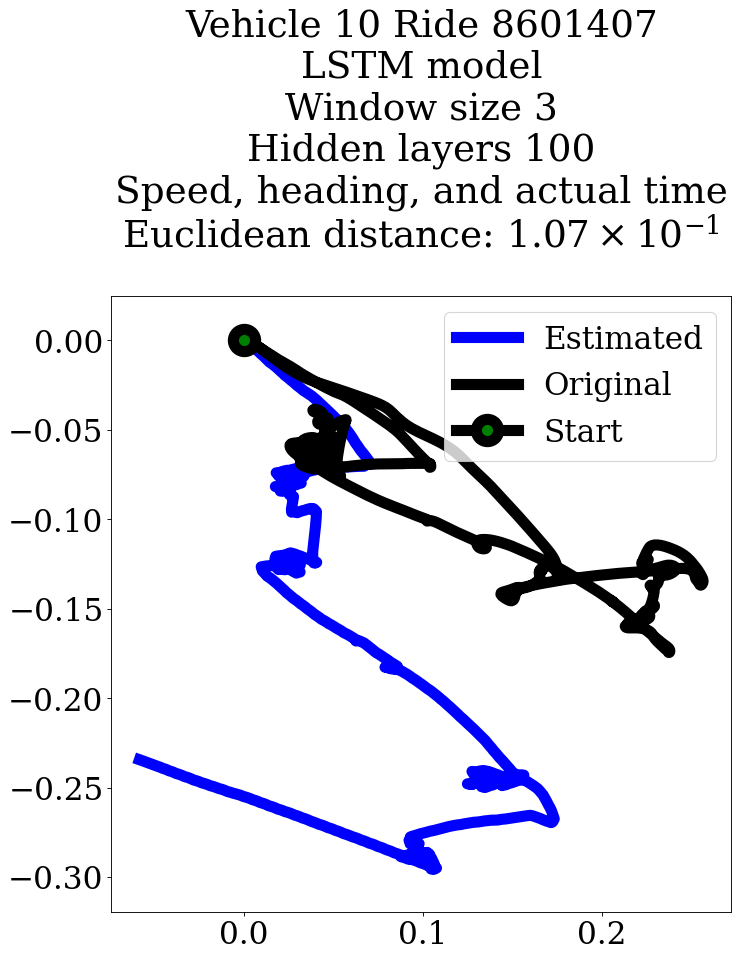 Vehicle 10 Ride 8601407
LSTM model
Window size 3
Hidden layers 100
Speed, heading, and actual time
Euclidean distance: 1.07 × 10⁻¹
Estimated
Original
Start
0.00
−0.05
−0.10
−0.15
−0.20
−0.25
−0.30
0.0
0.1
0.2